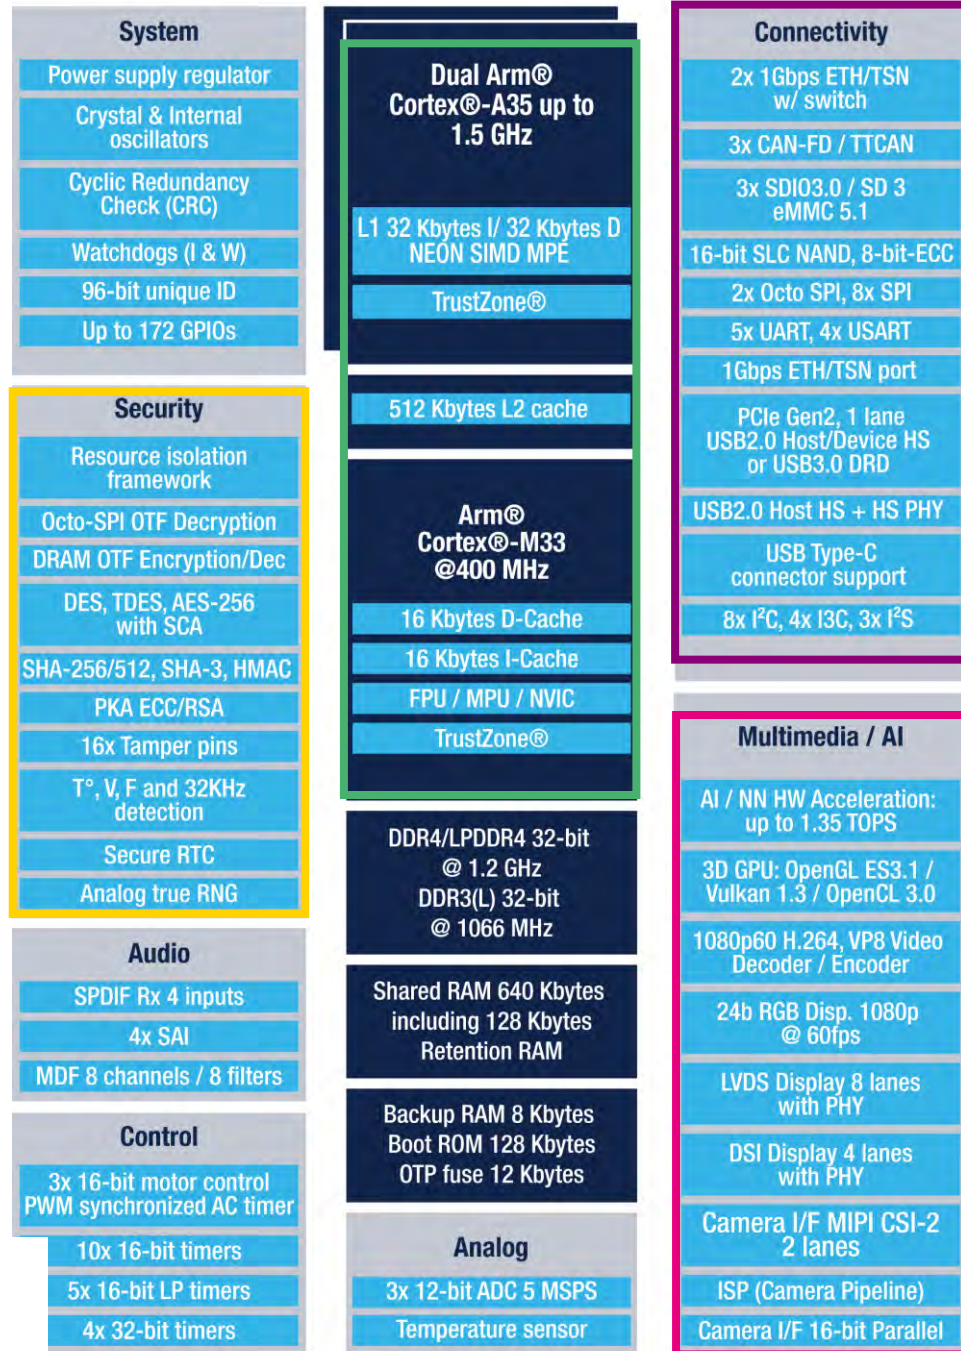 System
Power supply regulator
Crystal & Internal
oscillators
Cyclic Redundancy
Check (CRC)
Watchdogs (I & W)
96-bit unique ID
Up to 172 GPIOs
Security
Resource isolation
framework
Octo-SPI OTF Decryption
DRAM OTF Encryption/Dec
DES, TDES, AES-256
with SCA
SHA-256/512, SHA-3, HMAC
PKA ECC/RSA
16x Tamper pins
T°, V, F and 32KHz
detection
Secure RTC
Analog true RNG
Audio
SPDIF Rx 4 inputs
4x SAI
MDF 8 channels / 8 filters
Control
3x 16-bit motor control
PWM synchronized AC timer
10x 16-bit timers
5x 16-bit LP timers
4x 32-bit timers
Dual Arm®
Cortex®-A35 up to
1.5 GHz
L1 32 Kbytes I/ 32 Kbytes D
NEON SIMD MPE
TrustZone®
512 Kbytes L2 cache
Arm®
Cortex®-M33
@400 MHz
16 Kbytes D-Cache
16 Kbytes I-Cache
FPU / MPU / NVIC
TrustZone®
DDR4/LPDDR4 32-bit
@ 1.2 GHz
DDR3(L) 32-bit
@ 1066 MHz
Shared RAM 640 Kbytes
including 128 Kbytes
Retention RAM
Backup RAM 8 Kbytes
Boot ROM 128 Kbytes
OTP fuse 12 Kbytes
Analog
3x 12-bit ADC 5 MSPS
Temperature sensor
Connectivity
2x 1Gbps ETH/TSN
w/ switch
3x CAN-FD / TTCAN
3x SDIO3.0 / SD 3
eMMC 5.1
16-bit SLC NAND, 8-bit-ECC
2x Octo SPI, 8x SPI
5x UART, 4x USART
1Gbps ETH/TSN port
PCIe Gen2, 1 lane
USB2.0 Host/Device HS
or USB3.0 DRD
USB2.0 Host HS + HS PHY
USB Type-C
connector support
8x I²C, 4x I3C, 3x I²S
Multimedia / AI
AI / NN HW Acceleration:
up to 1.35 TOPS
3D GPU: OpenGL ES3.1 /
Vulkan 1.3 / OpenCL 3.0
1080p60 H.264, VP8 Video
Decoder / Encoder
24b RGB Disp. 1080p
@ 60fps
LVDS Display 8 lanes
with PHY
DSI Display 4 lanes
with PHY
Camera I/F MIPI CSI-2
2 lanes
ISP (Camera Pipeline)
Camera I/F 16-bit Parallel